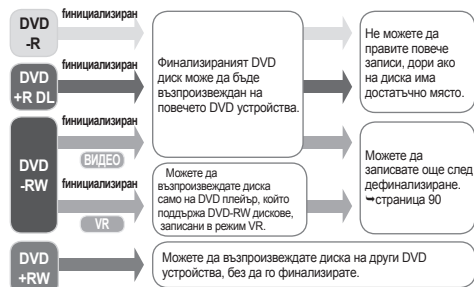 DVD
-R
финициализиран
Финализираният DVD
диск може да бъде
възпроизвеждан на
повечето DVD устройства.
Не можете да
правите повече
записи, дори ако
на диска има
достатъчно място.
DVD
+R DL
финициализиран
DVD
-RW
финициализиран
ВИДЕО
финициализиран
VR
Можете да
възпроизвеждате диска
само на DVD плейър, който
поддържа DVD-RW дискове,
записани в режим VR.
Можете да
записвате още след
дефинализиране.
➥страница 90
DVD
+RW
Можете да възпроизвеждате диска на други DVD
устройства, без да го финализирате.